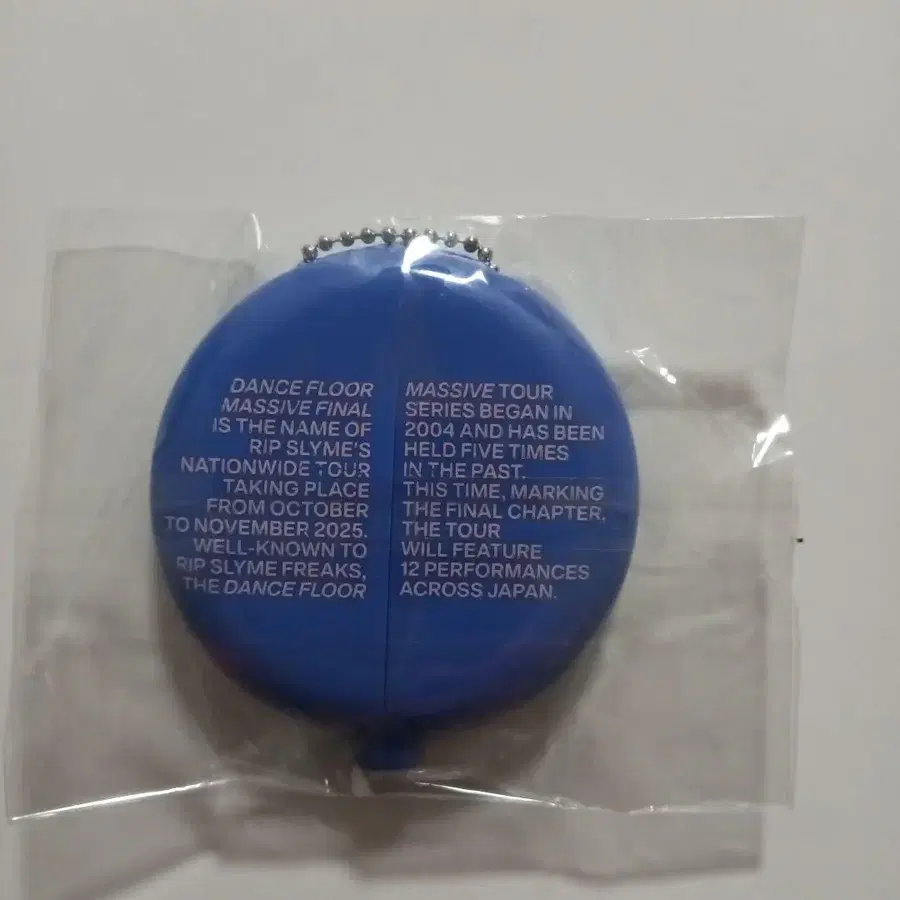 DANCE FLOOR
MASSIVE FINAL
IS THE NAME OF
RIP SLYME'S
NATIONWIDE TOUR
TAKING PLACE
FROM OCTOBER
TO NOVEMBER 2025.
WELL-KNOWN TO
RIP SLYME FREAKS,
THE DANCE FLOOR
MASSIVE TOUR
SERIES BEGAN IN
2004 AND HAS BEEN
HELD FIVE TIMES
IN THE PAST.
THIS TIME, MARKING
THE FINAL CHAPTER,
THE TOUR
WILL FEATURE
12 PERFORMANCES
ACROSS JAPAN.